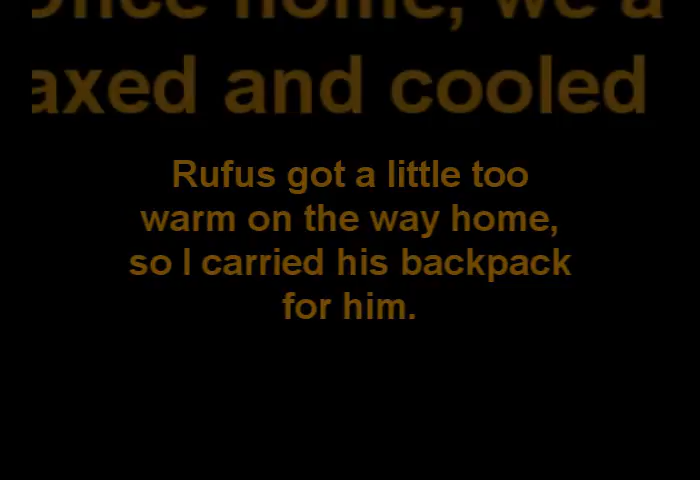 home, we a
axed and cooled
Rufus got a little too
warm on the way home,
so I carried his backpack
for him.